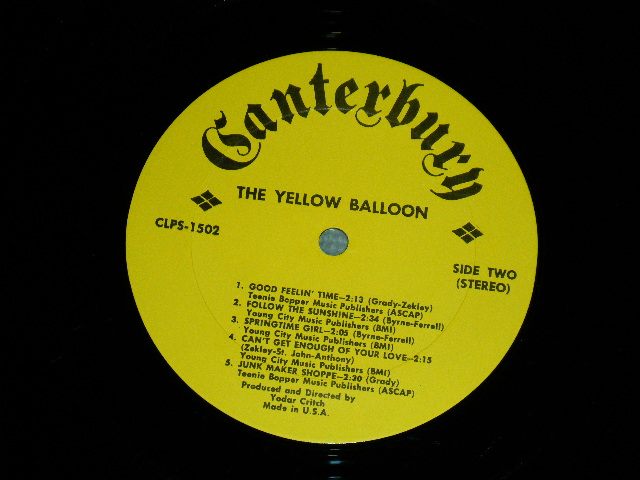 Canterbury
THE YELLOW BALLOON
CLPS-1502
SIDE TWO
(STEREO)
1. GOOD FEELIN' TIME—2:13 (Grady-Zekley)
Teenie Bopper Music Publishers (ASCAP)
2. FOLLOW THE SUNSHINE—2:34 (Byrne-Ferrell)
Young City Music Publishers (BMI)
3. SPRINGTIME GIRL—2:05 (Byrne-Ferrell)
Young City Music Publishers (BMI)
4. CAN'T GET ENOUGH OF YOUR LOVE—2:15
(Zekley-St. John-Anthony)
Young City Music Publishers (BMI)
5. JUNK MAKER SHOPPE—2:30 (Grady)
Teenie Bopper Music Publishers (ASCAP)
Produced and Directed by
Yodar Critch
Made in U.S.A.